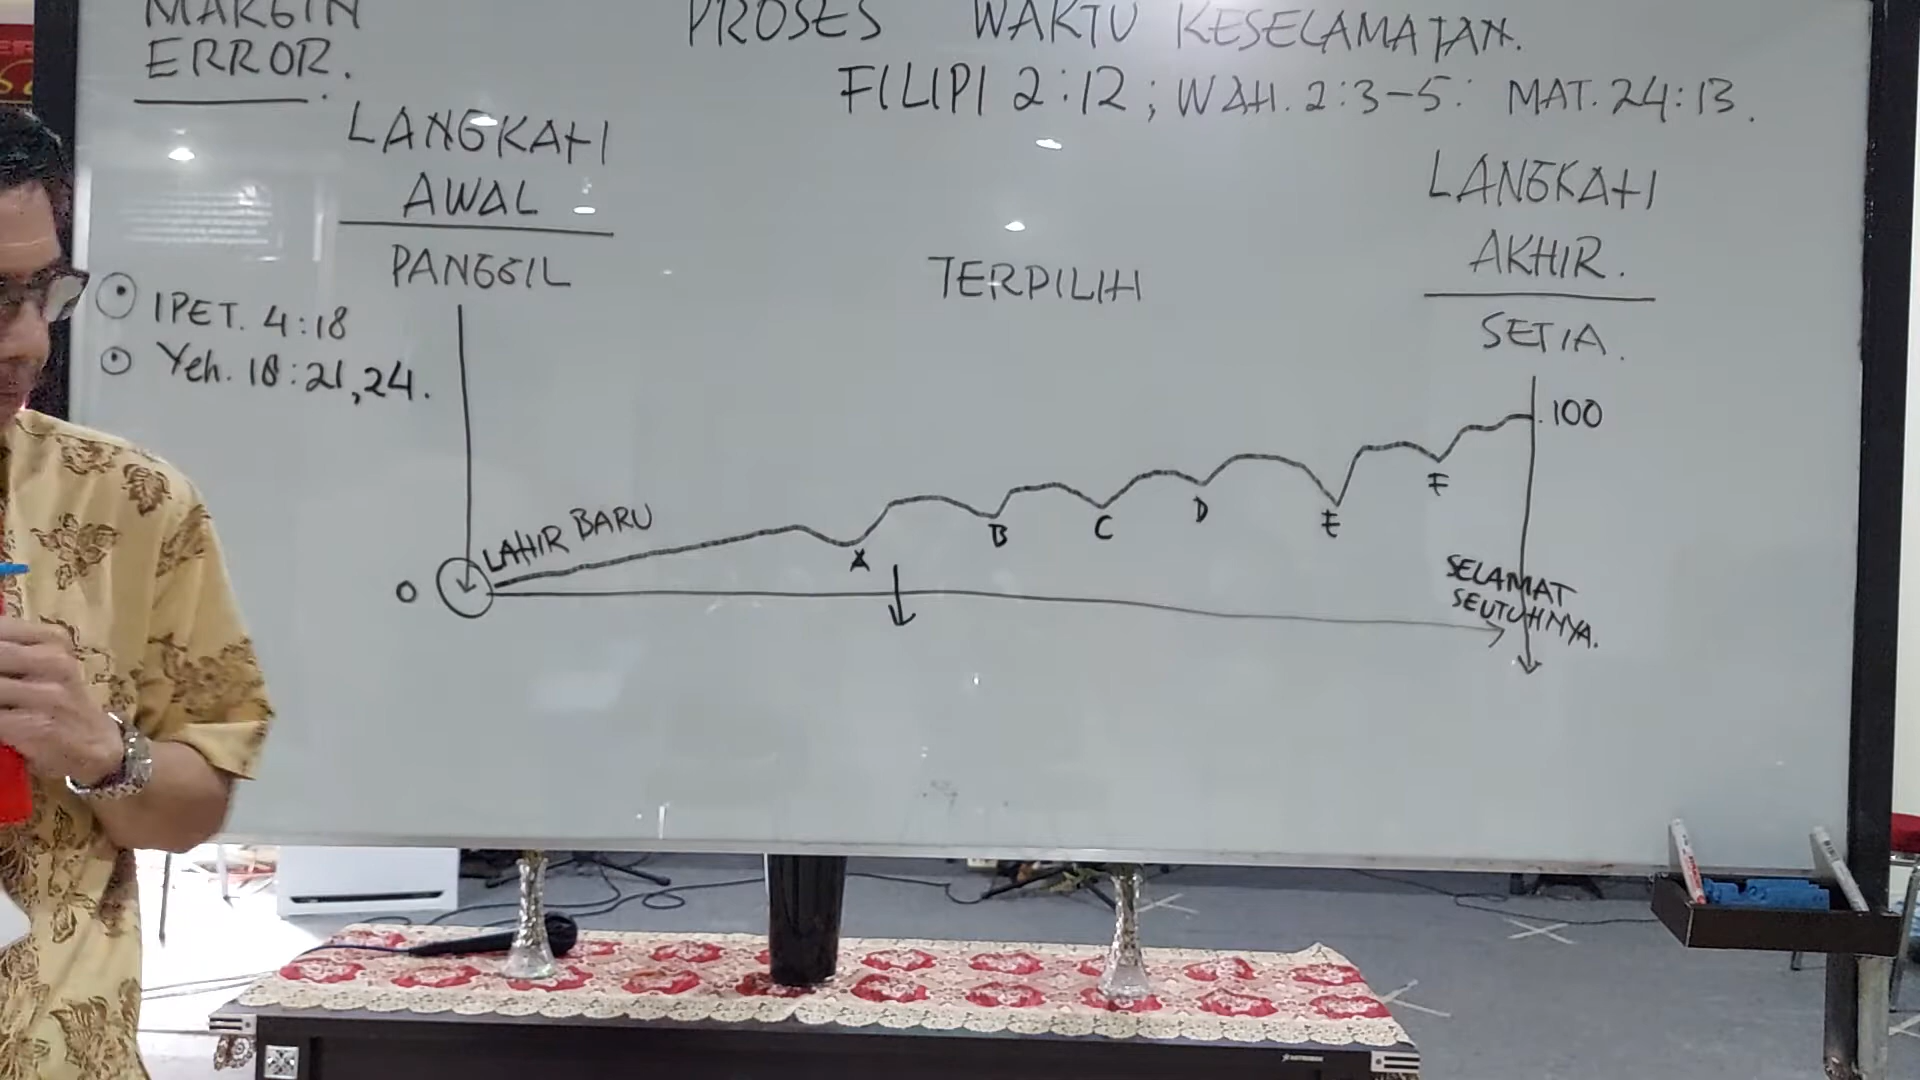 MARGIN
ERROR.
PROSES WAKTU KESELAMATAN.
FILIPI 2:12; WAH. 2:3-5: MAT. 24:13.
LANGKAH
AWAL
PANGGIL
TERPILIH
LANGKAH
AKHIR.
SETIA.
1PET. 4:18
Yeh. 18:21,24.
100
LAHIR BARU
A
B
C
D
E
F
0
SELAMAT
SEUTUHNYA.